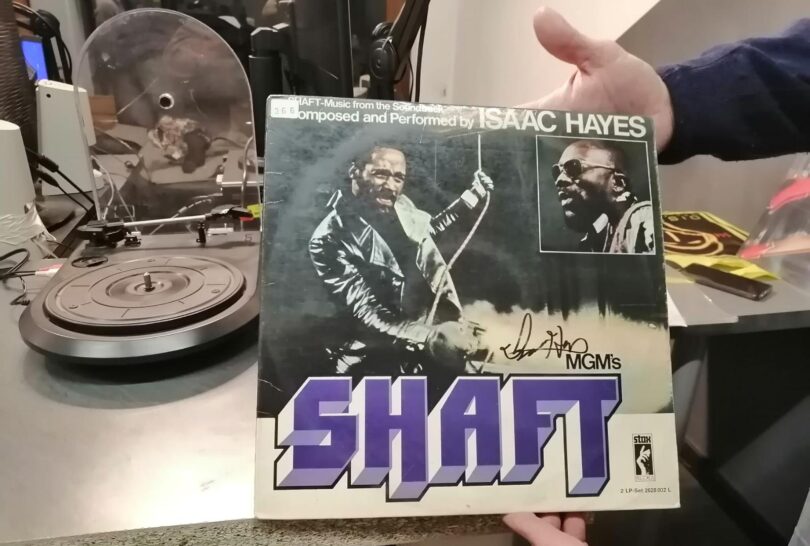 SHAFT-Music from the Soundtrack
266
Composed and Performed by ISAAC HAYES
MGM's
SHAFT
stax
2 LP-Set 2628 002 L